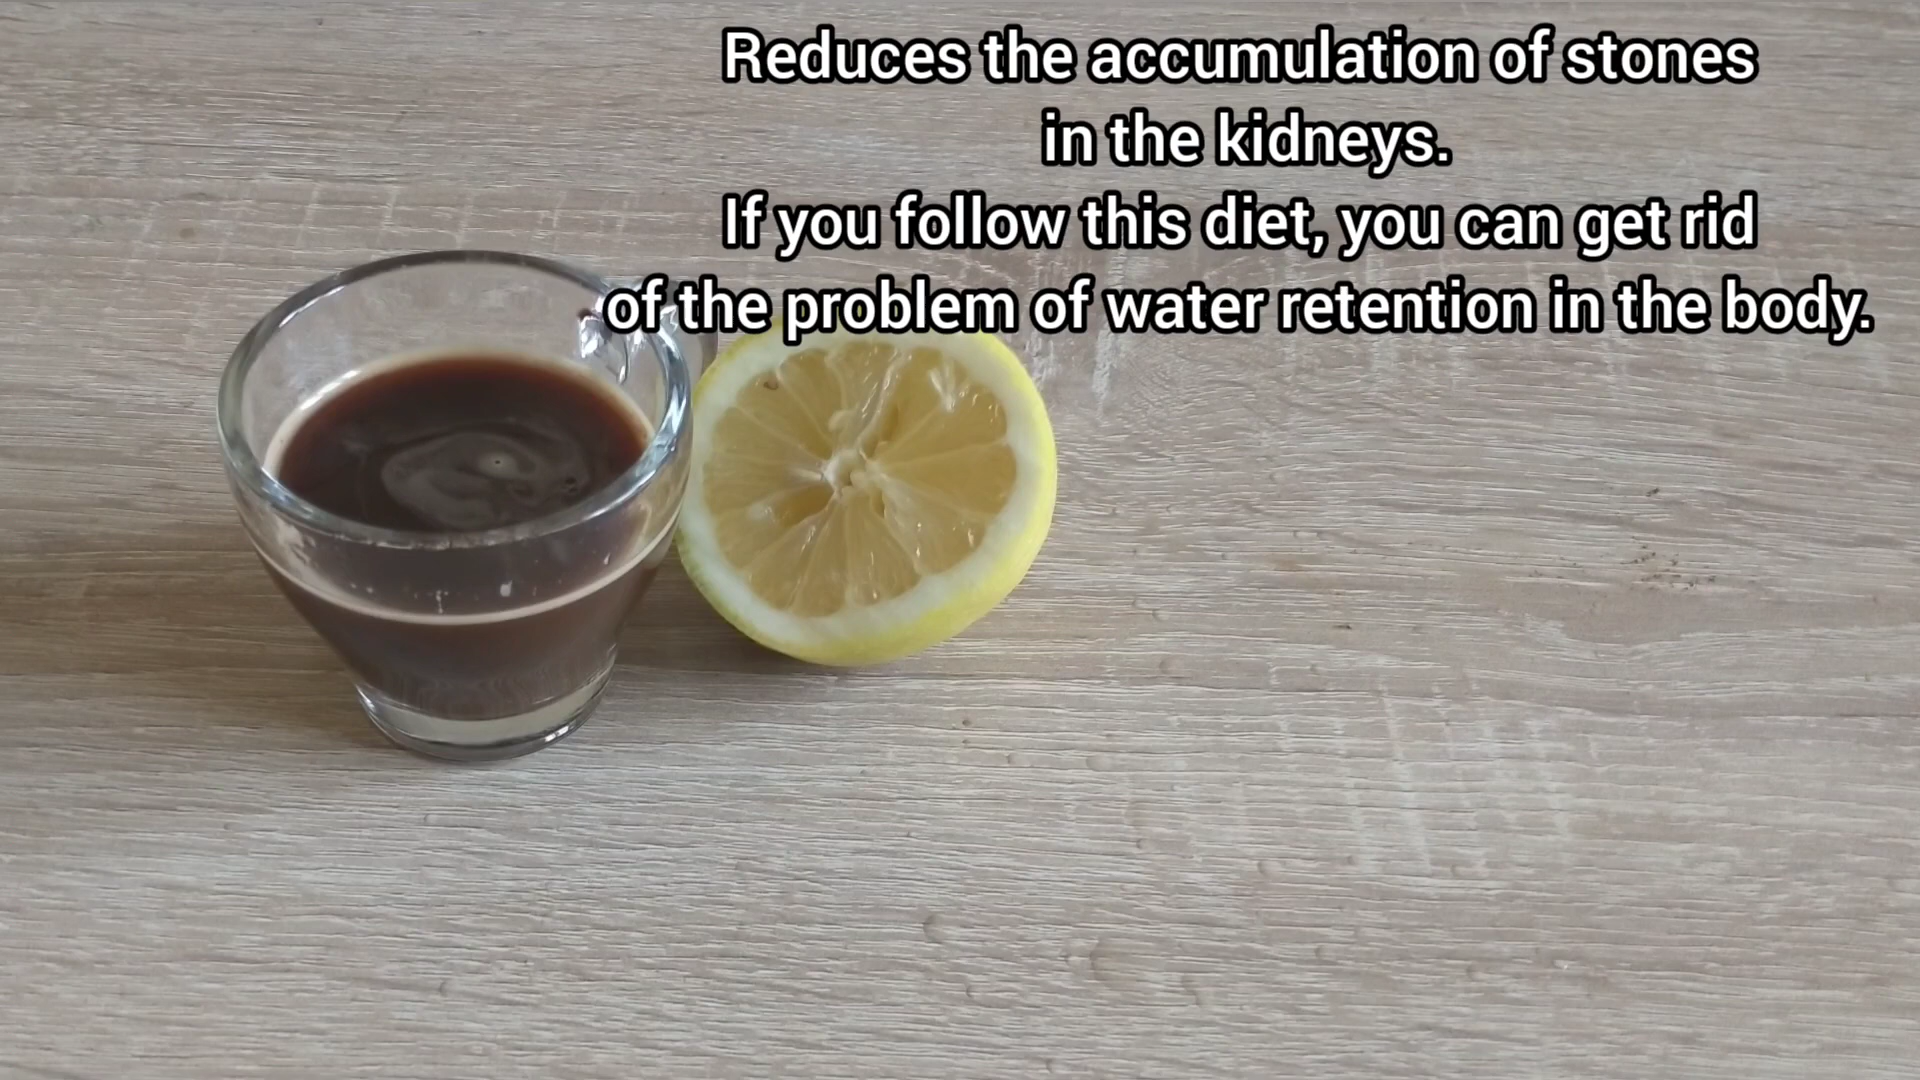 Reduces the accumulation of stones
in the kidneys.
If you follow this diet, you can get rid
of the problem of water retention in the body.